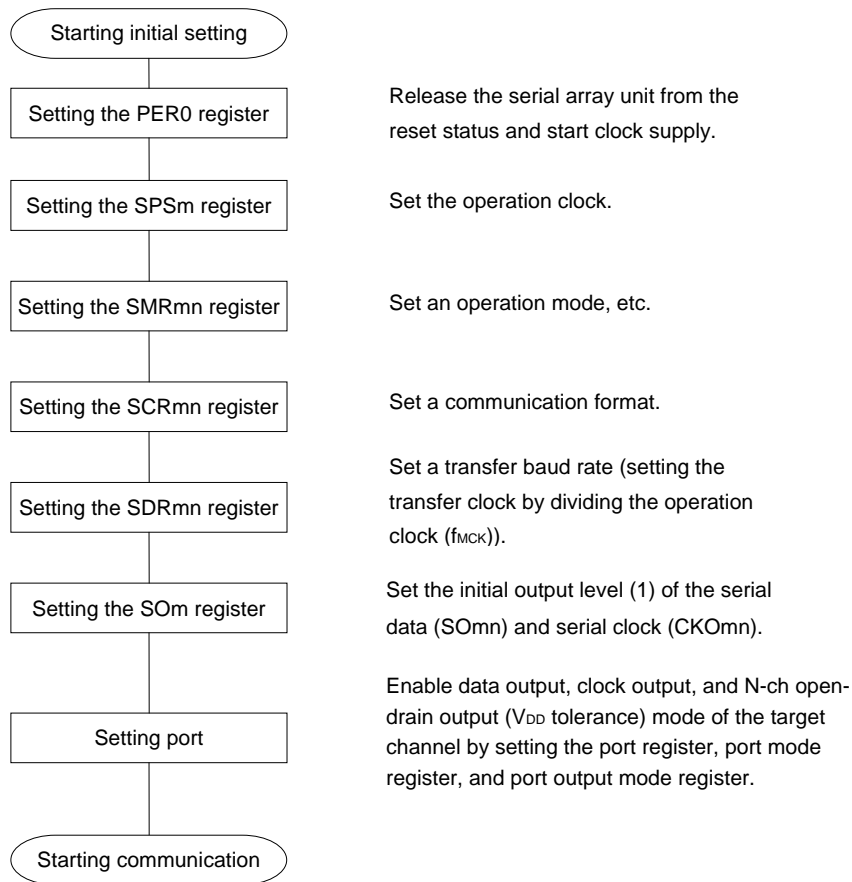 Starting initial setting
Setting the PER0 register
Release the serial array unit from the
reset status and start clock supply.
Setting the SPSm register
Set the operation clock.
Setting the SMRmn register
Set an operation mode, etc.
Setting the SCRmn register
Set a communication format.
Setting the SDRmn register
Set a transfer baud rate (setting the
transfer clock by dividing the operation
clock (fMCK)).
Setting the SOm register
Set the initial output level (1) of the serial
data (SOmn) and serial clock (CKOmn).
Setting port
Enable data output, clock output, and N-ch open-
drain output (VDD tolerance) mode of the target
channel by setting the port register, port mode
register, and port output mode register.
Starting communication